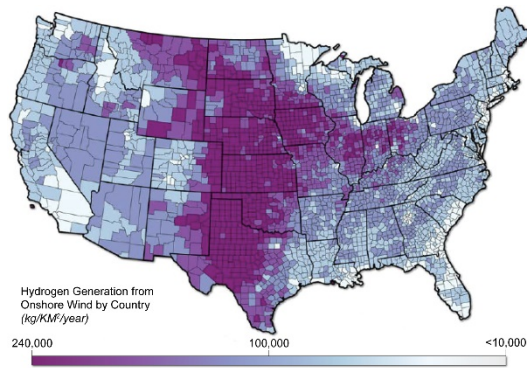 Hydrogen Generation from
Onshore Wind by Country
(kg/KM²/year)
240,000 100,000 <10,000